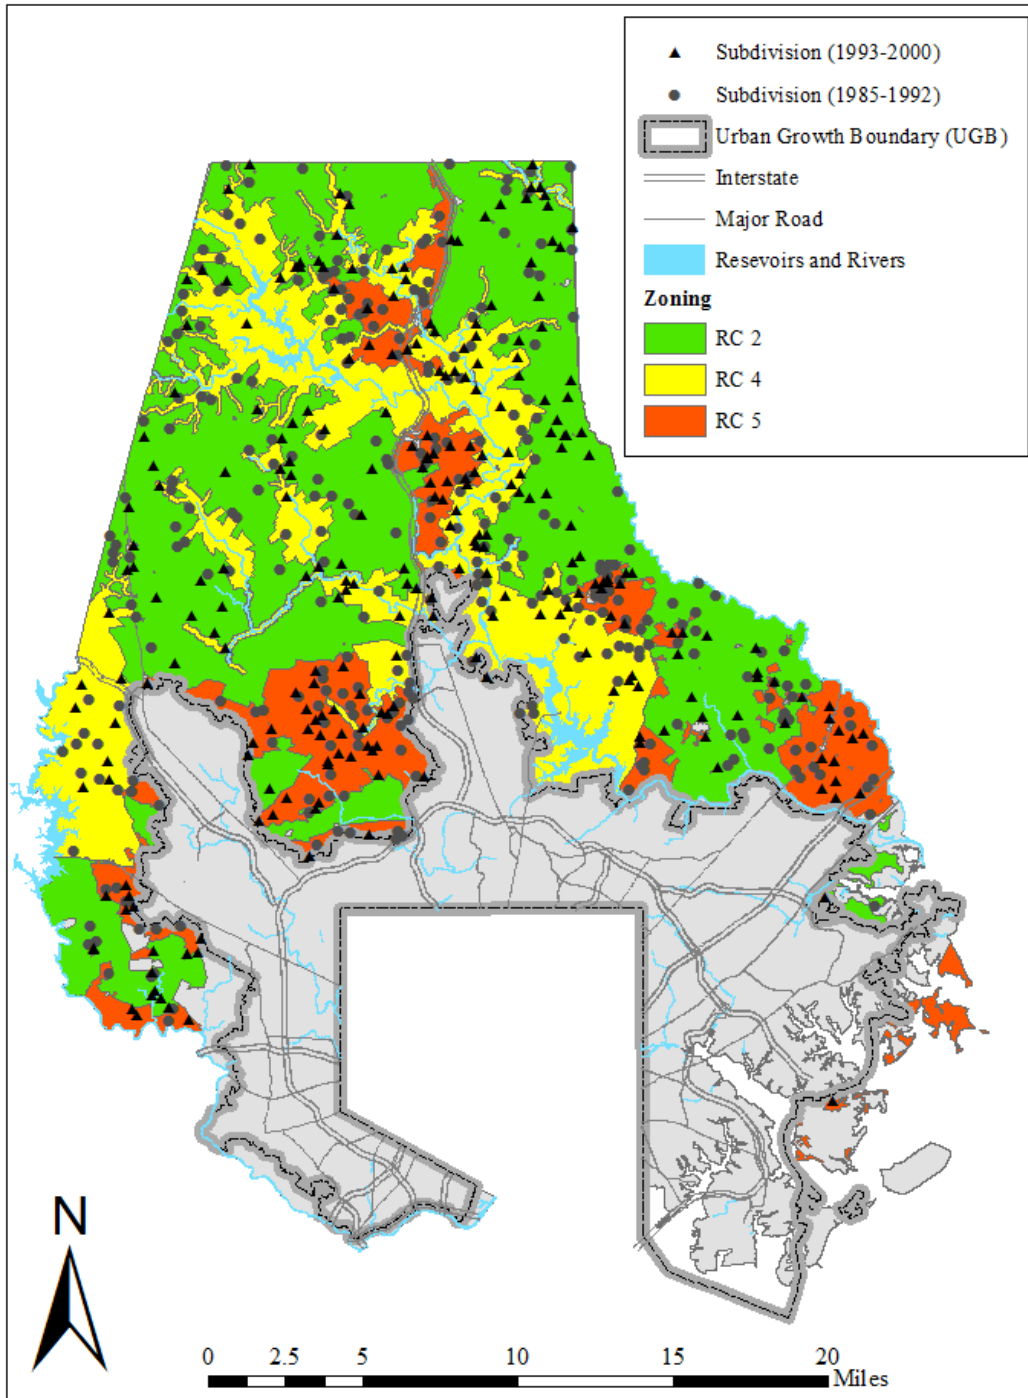 Subdivision (1993-2000)
Subdivision (1985-1992)
Urban Growth Boundary (UGB)
Interstate
Major Road
Resevoirs and Rivers
Zoning
RC 2
RC 4
RC 5
N
0 2.5 5 10 15 20
Miles